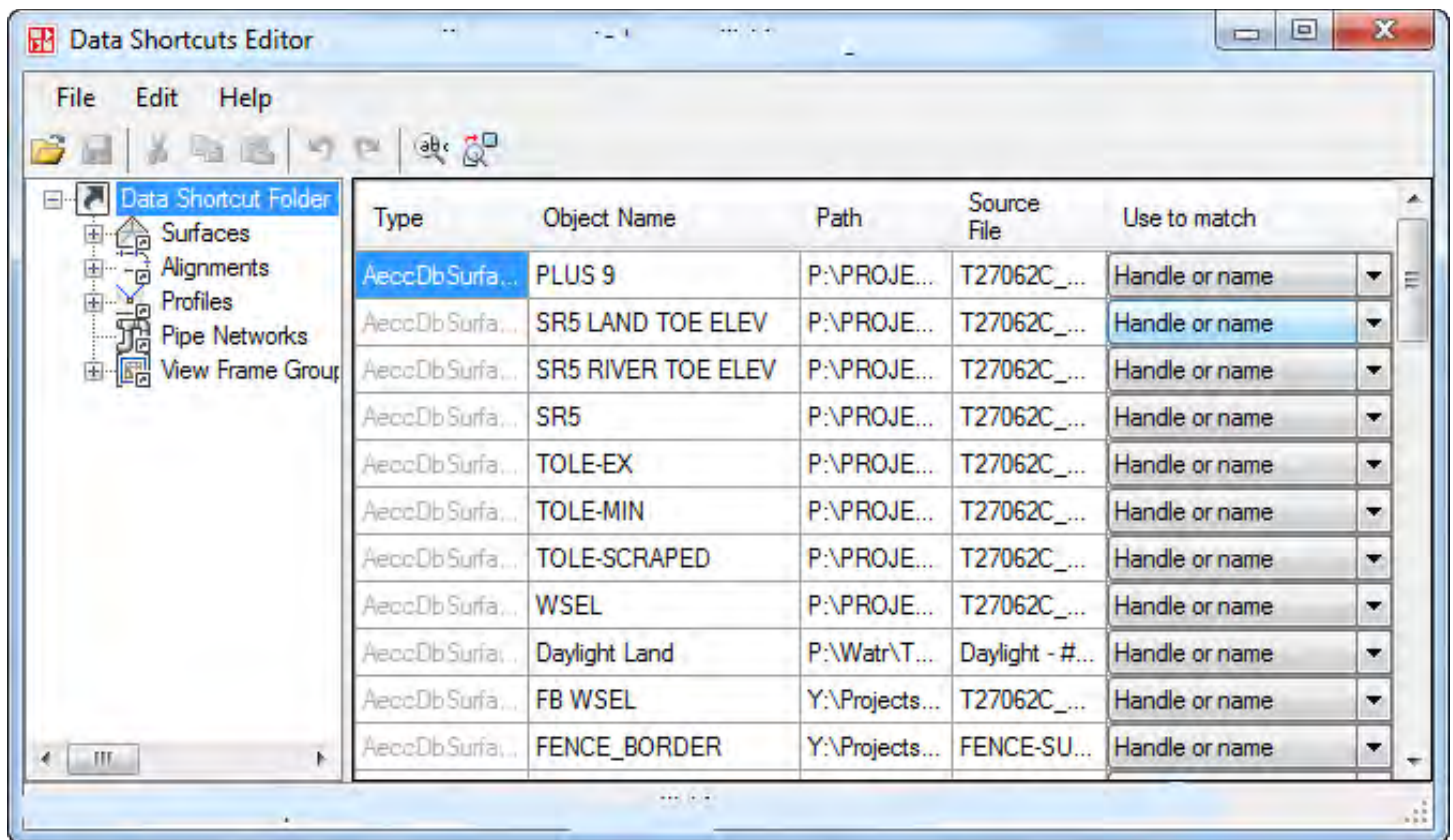 Data Shortcuts Editor
File Edit Help
Data Shortcut Folder
Surfaces
Alignments
Profiles
Pipe Networks
View Frame Group
Type Object Name Path Source File Use to match
AeccDbSurfa... PLUS 9 P:\PROJE... T27062C_... Handle or name
AeccDbSurfa... SR5 LAND TOE ELEV P:\PROJE... T27062C_... Handle or name
AeccDbSurfa... SR5 RIVER TOE ELEV P:\PROJE... T27062C_... Handle or name
AeccDbSurfa... SR5 P:\PROJE... T27062C_... Handle or name
AeccDbSurfa... TOLE-EX P:\PROJE... T27062C_... Handle or name
AeccDbSurfa... TOLE-MIN P:\PROJE... T27062C_... Handle or name
AeccDbSurfa... TOLE-SCRAPED P:\PROJE... T27062C_... Handle or name
AeccDbSurfa... WSEL P:\PROJE... T27062C_... Handle or name
AeccDbSurfa... Daylight Land P:\Watr\T... Daylight - #... Handle or name
AeccDbSurfa... FB WSEL Y:\Projects... T27062C_... Handle or name
AeccDbSurfa... FENCE_BORDER Y:\Projects... FENCE-SU... Handle or name